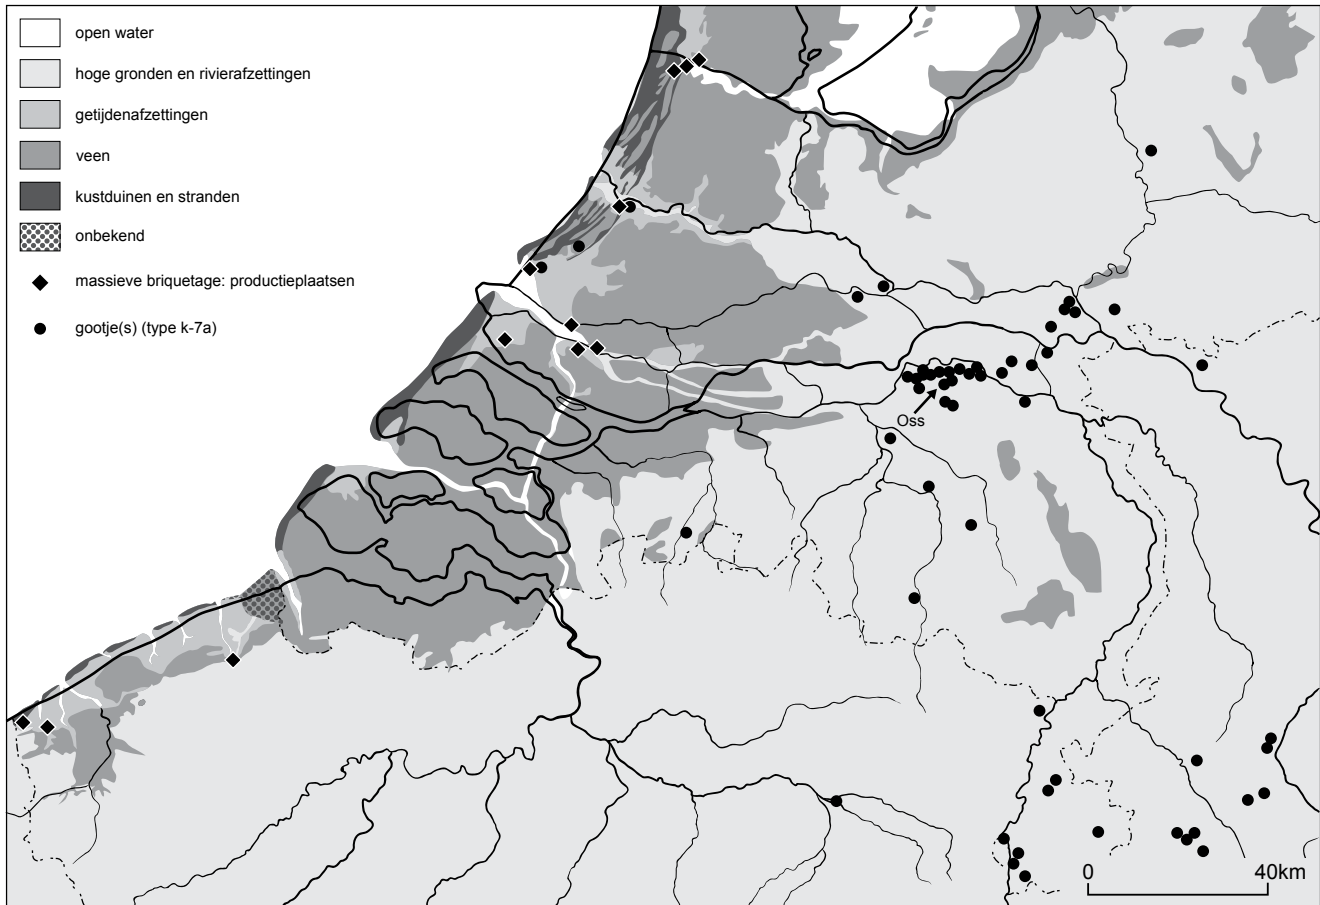 open water
hoge gronden en rivierafzettingen
getijdenafzettingen
veen
kustduinen en stranden
onbekend
massieve briquetage: productieplaatsen
gootje(s) (type k-7a)
Oss
0 40km